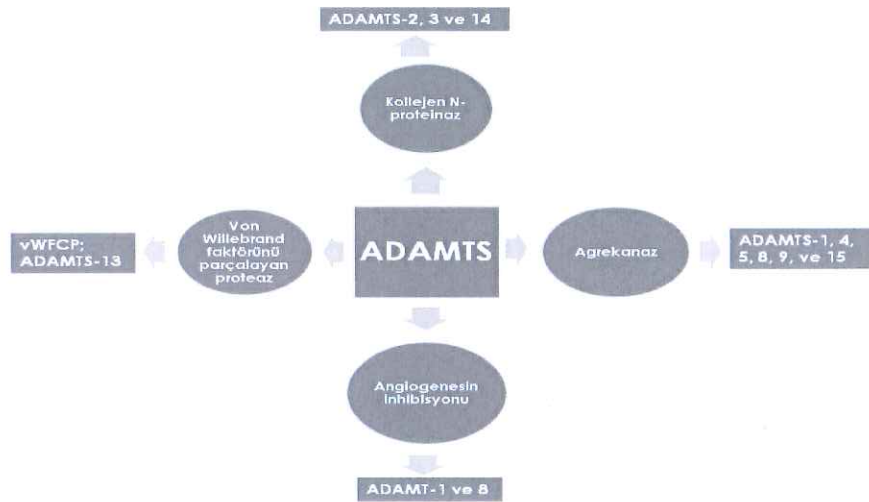 ADAMTS-2, 3 ve 14
Kollejen N-
proteinaz
Von
Willebrand
faktörünü
parçalayan
proteaz
vWFCP;
ADAMTS-13
ADAMTS
Agrekanaz
ADAMTS-1, 4,
5, 8, 9, ve 15
Angiogenesin
inhibisyonu
ADAMT-1 ve 8